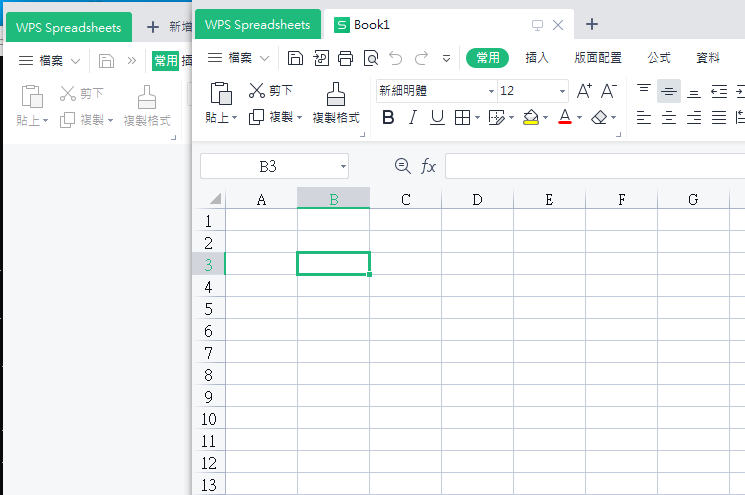 WPS Spreadsheets
+ 新增
檔案
常用 插
剪下
貼上 複製 複製格式
WPS Spreadsheets
Book1
檔案
常用 插入 版面配置 公式 資料
剪下
新細明體 12 A+ A-
貼上 複製 複製格式
B I U A
B3 fx
A B C D E F G
1
2
3
4
5
6
7
8
9
10
11
12
13